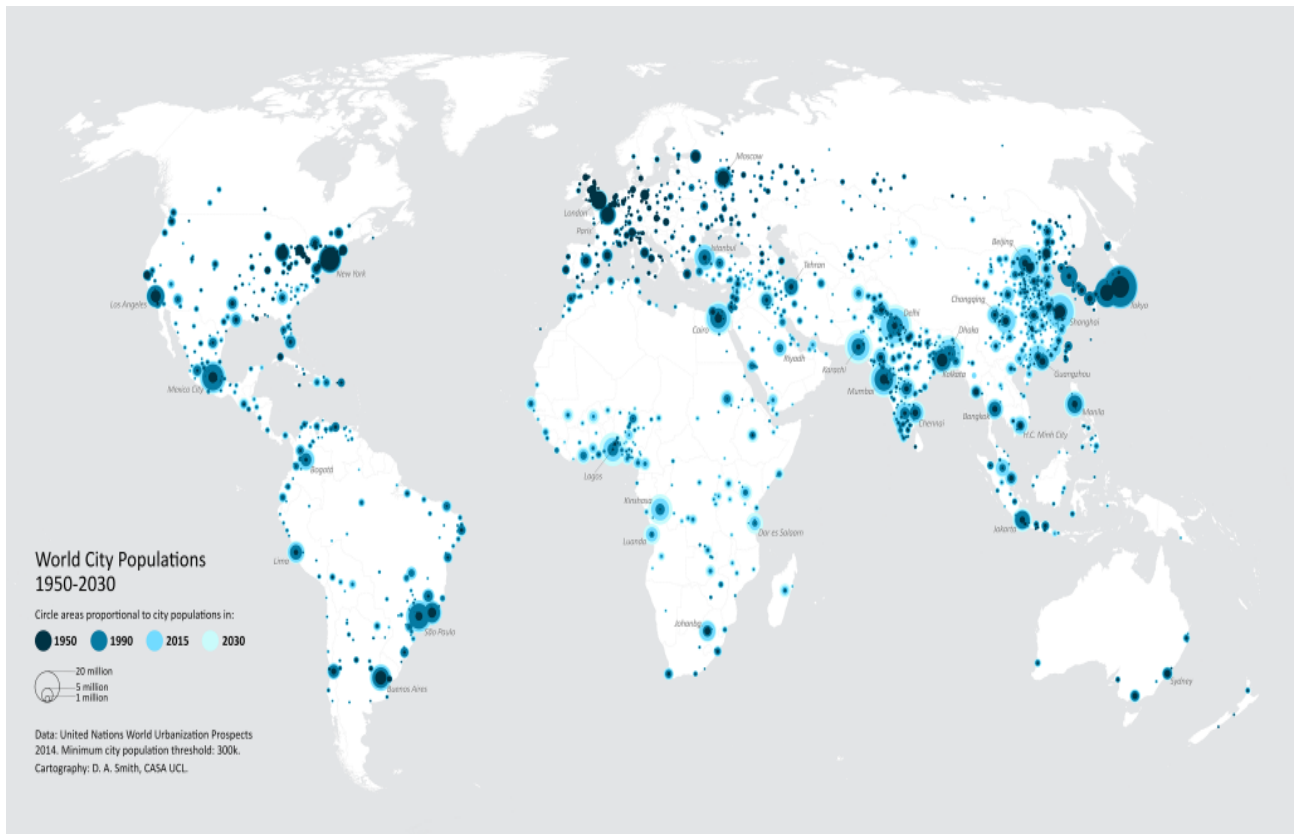 Moscow
London
Paris
Istanbul
Beijing
New York
Tehran
Los Angeles
Chongqing
Tokyo
Cairo
Delhi
Dhaka
Shanghai
Riyadh
Karachi
Kolkata
Guangzhou
Mexico City
Mumbai
Bangkok
Manila
Chennai
H.C. Minh City
Bogotá
Lagos
Kinshasa
Jakarta
Dar es Salaam
Luanda
Lima
World City Populations
1950-2030
Circle areas proportional to city populations in:
1950 1990 2015 2030
Johanbg
São Paulo
20 million
5 million
1 million
Buenos Aires
Sydney
Data: United Nations World Urbanization Prospects
2014. Minimum city population threshold: 300k.
Cartography: D. A. Smith, CASA UCL.